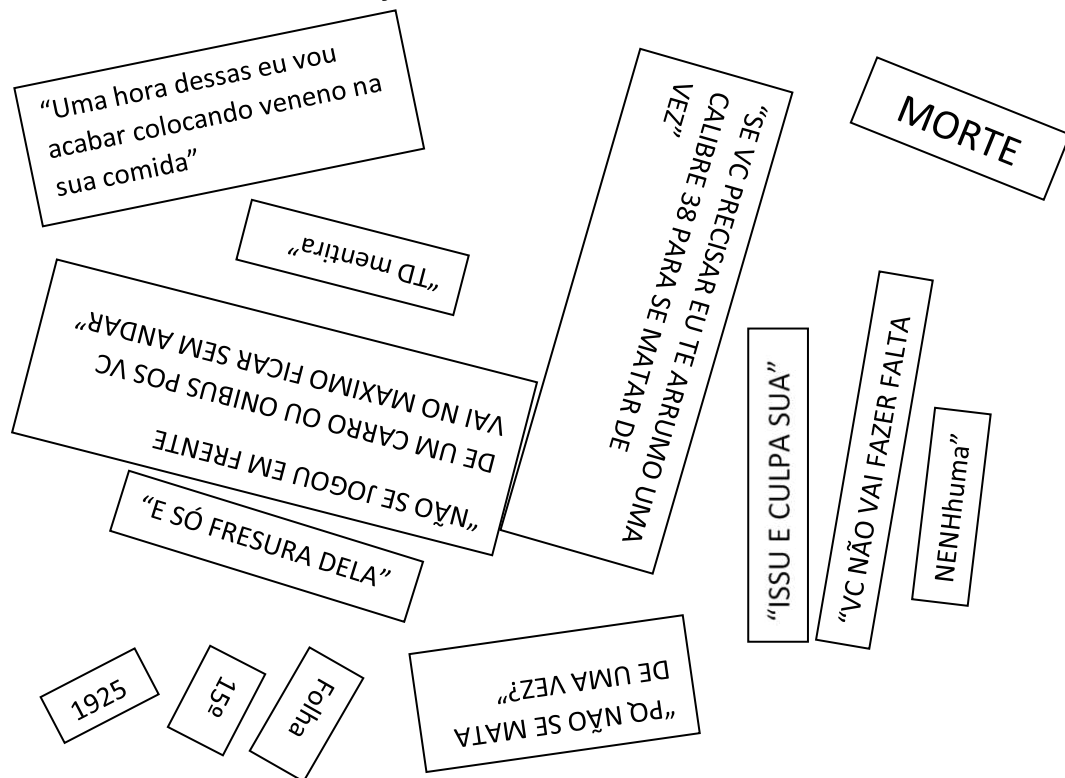 “Uma hora dessas eu vou
acabar colocando veneno na
sua comida”
“TD mentira”
“SE VC PRECISAR EU TE ARRUMO UMA
CALIBRE 38 PARA SE MATAR DE
VEZ”
MORTE
“NÃO SE JOGOU EM FRENTE
DE UM CARRO OU ONIBUS POS VC
VAI NO MAXIMO FICAR SEM ANDAR”
“E SÓ FRESURA DELA”
“ISSU E CULPA SUA”
“VC NÃO VAI FAZER FALTA
NENHhuma”
1925
15º
Folha
“PQ NÃO SE MATA
DE UMA VEZ?”